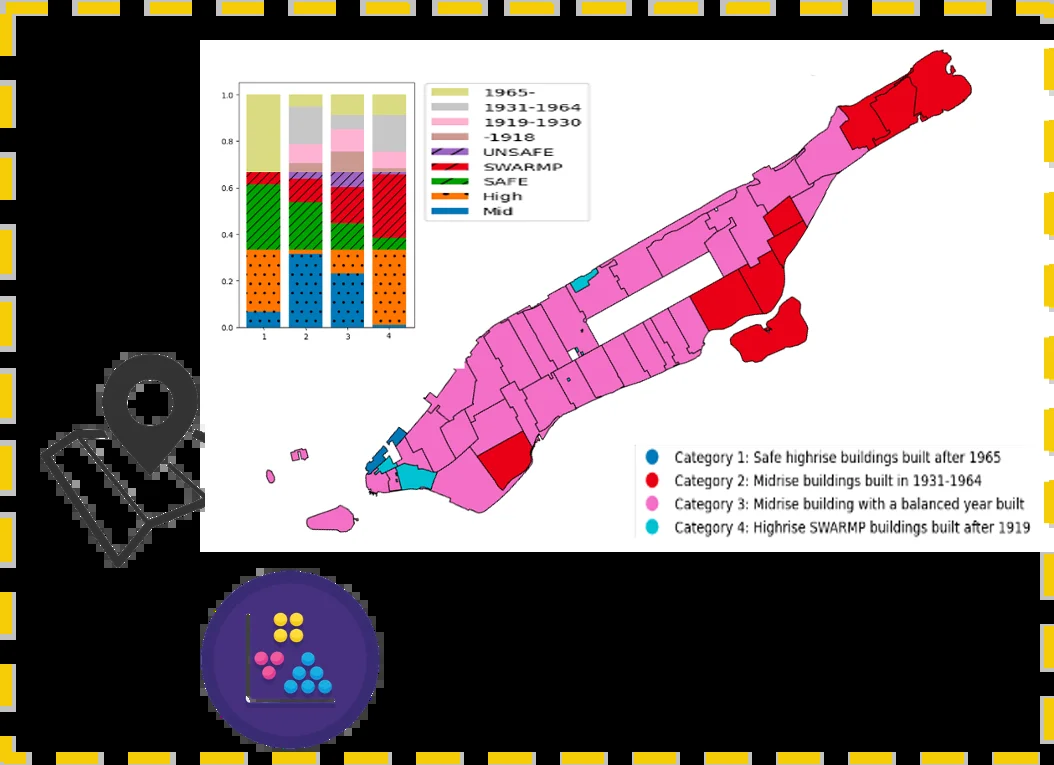 1.0
0.8
0.6
0.4
0.2
0.0
1 2 3 4
1965-
1931-1964
1919-1930
-1918
UNSAFE
SWARMP
SAFE
High
Mid
Category 1: Safe highrise buildings built after 1965
Category 2: Midrise buildings built in 1931-1964
Category 3: Midrise building with a balanced year built
Category 4: Highrise SWARMP buildings built after 1919